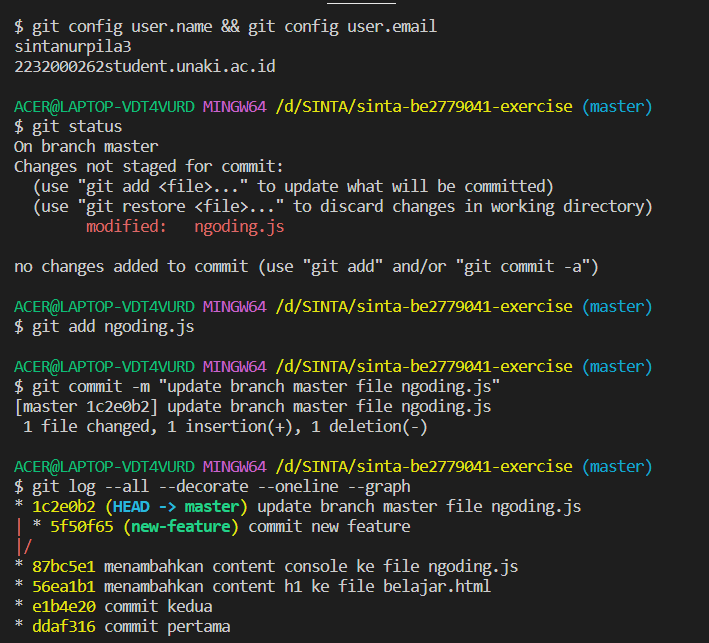 $ git config user.name && git config user.email
sintanurpila3
2232000262student.unaki.ac.id
ACER@LAPTOP-VDT4VURD MINGW64 /d/SINTA/sinta-be2779041-exercise (master)
$ git status
On branch master
Changes not staged for commit:
  (use "git add <file>..." to update what will be committed)
  (use "git restore <file>..." to discard changes in working directory)
        modified:   ngoding.js
no changes added to commit (use "git add" and/or "git commit -a")
ACER@LAPTOP-VDT4VURD MINGW64 /d/SINTA/sinta-be2779041-exercise (master)
$ git add ngoding.js
ACER@LAPTOP-VDT4VURD MINGW64 /d/SINTA/sinta-be2779041-exercise (master)
$ git commit -m "update branch master file ngoding.js"
[master 1c2e0b2] update branch master file ngoding.js
 1 file changed, 1 insertion(+), 1 deletion(-)
ACER@LAPTOP-VDT4VURD MINGW64 /d/SINTA/sinta-be2779041-exercise (master)
$ git log --all --decorate --oneline --graph
* 1c2e0b2 (HEAD -> master) update branch master file ngoding.js
| * 5f50f65 (new-feature) commit new feature
|/
* 87bc5e1 menambahkan content console ke file ngoding.js
* 56ea1b1 menambahkan content h1 ke file belajar.html
* e1b4e20 commit kedua
* ddaf316 commit pertama